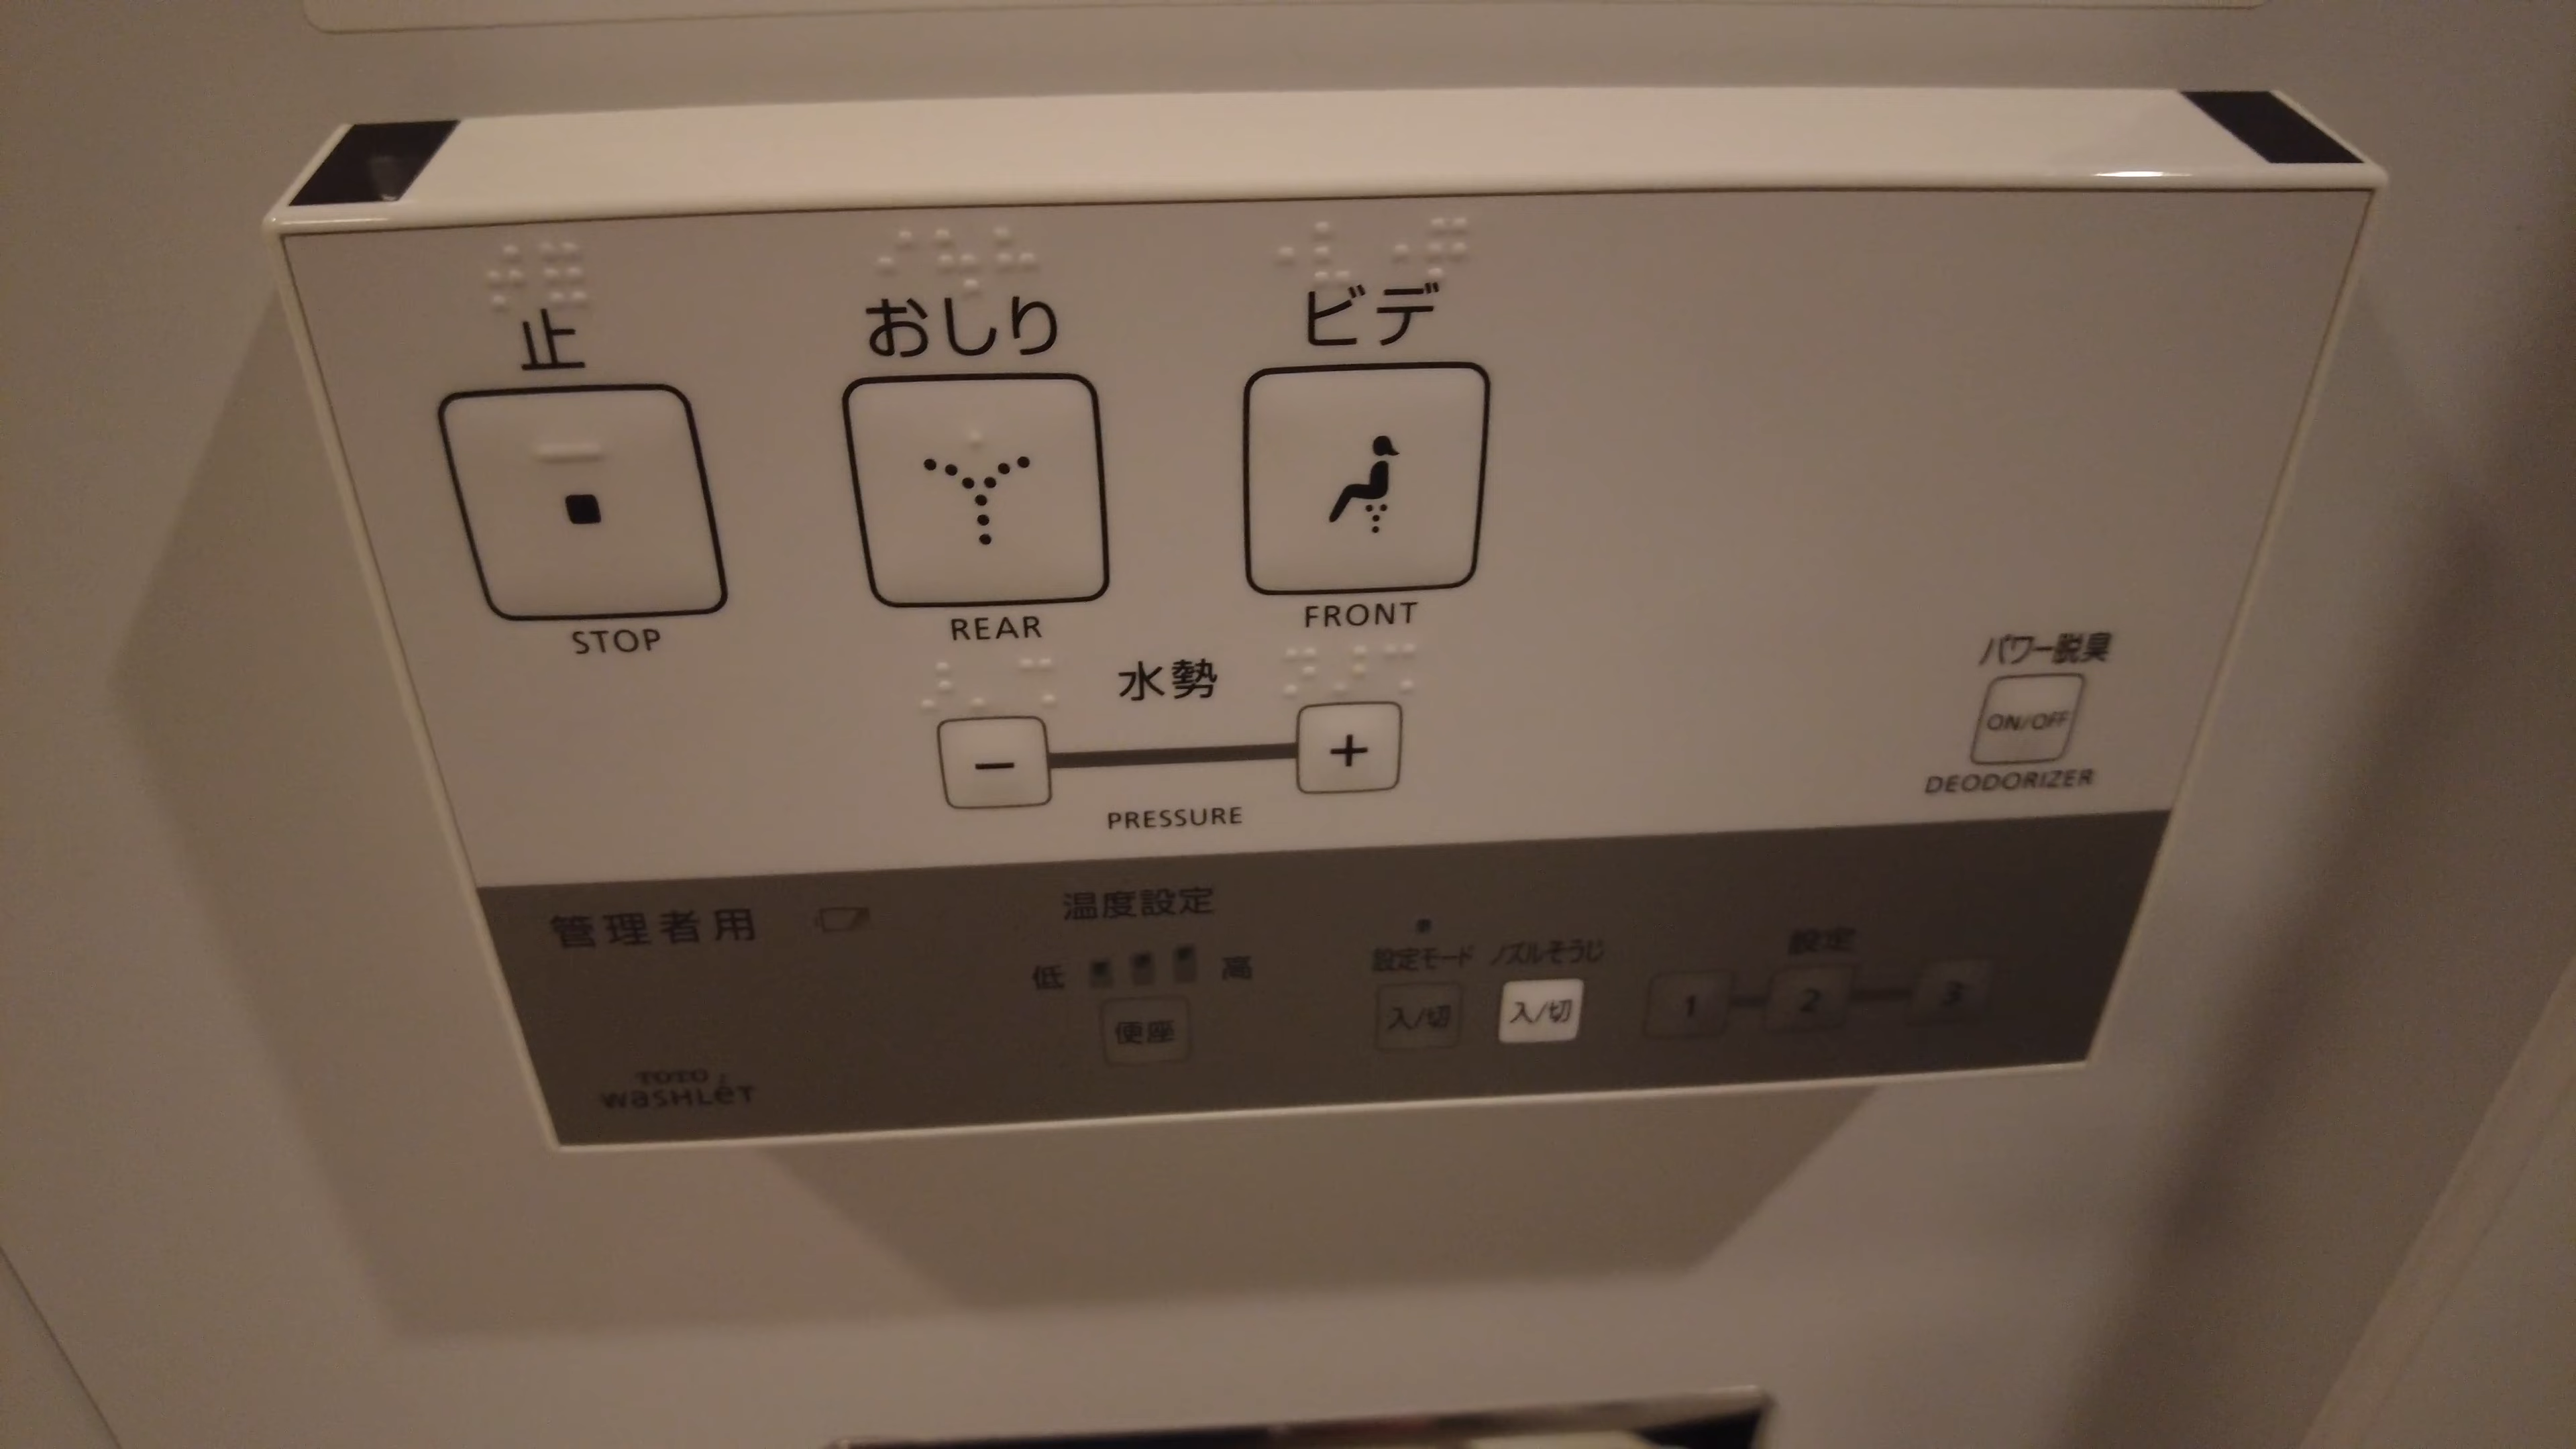 止
おしり
ビデ
STOP
REAR
FRONT
水勢
- +
PRESSURE
パワー脱臭
ON/OFF
DEODORIZER
管理者用
温度設定
低 高
便座
設定モード
入/切
ノズルそうじ
入/切
設定
1 2 3
TOTO
WASHLET